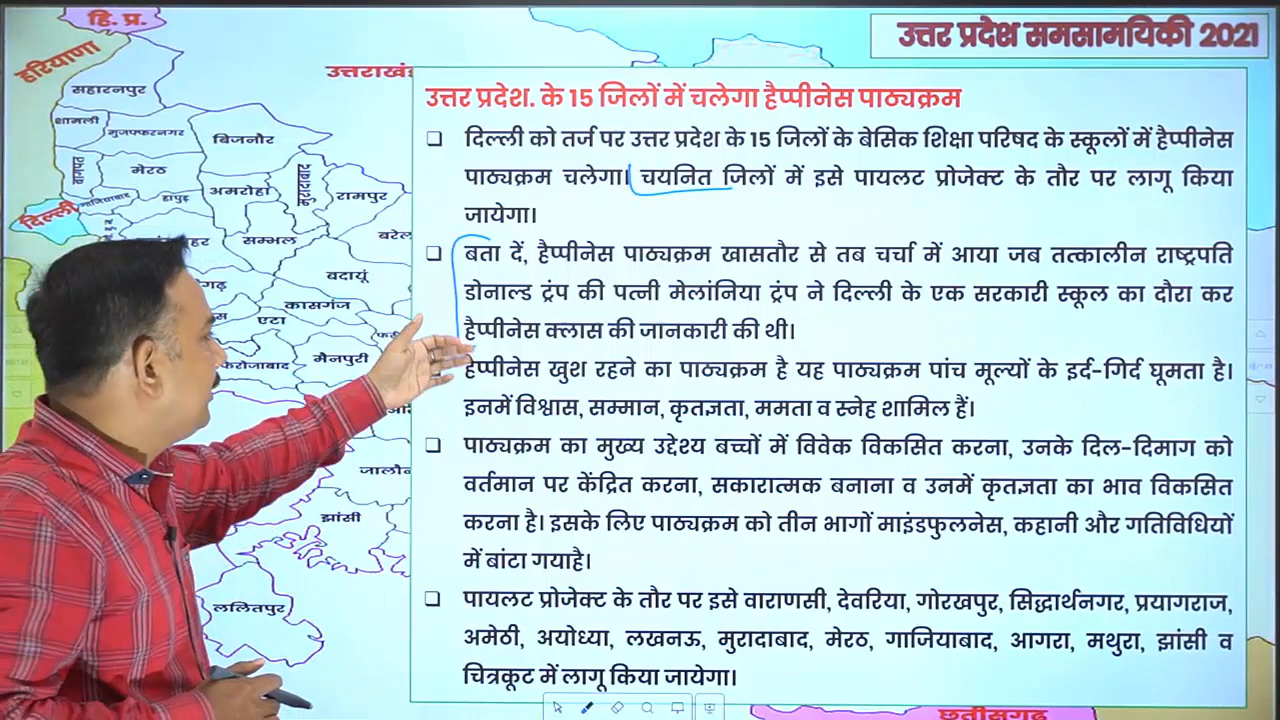 हि. प्र.
हरियाणा
उत्तर प्रदेश समसामयिकी 2021
उत्तराखंड
सहारनपुर
शामली
मुजफ्फरनगर
बिजनौर
बागपत
मेरठ
अमरोहा
मुरादाबाद
रामपुर
दिल्ली
गाजियाबाद
हापुड़
सम्भल
बरेल
बदायूं
कासगंज
एटा
फिरोजाबाद
मैनपुरी
जालौन
झांसी
ललितपुर
उत्तर प्रदेश. के 15 जिलों में चलेगा हैप्पीनेस पाठ्यक्रम
दिल्ली को तर्ज पर उत्तर प्रदेश के 15 जिलों के बेसिक शिक्षा परिषद के स्कूलों में हैप्पीनेस
पाठ्यक्रम चलेगा। चयनित जिलों में इसे पायलट प्रोजेक्ट के तौर पर लागू किया
जायेगा।
बता दें, हैप्पीनेस पाठ्यक्रम खासतौर से तब चर्चा में आया जब तत्कालीन राष्ट्रपति
डोनाल्ड ट्रंप की पत्नी मेलांनिया ट्रंप ने दिल्ली के एक सरकारी स्कूल का दौरा कर
हैप्पीनेस क्लास की जानकारी की थी।
हैप्पीनेस खुश रहने का पाठ्यक्रम है यह पाठ्यक्रम पांच मूल्यों के इर्द-गिर्द घूमता है।
इनमें विश्वास, सम्मान, कृतज्ञता, ममता व स्नेह शामिल हैं।
पाठ्यक्रम का मुख्य उद्देश्य बच्चों में विवेक विकसित करना, उनके दिल-दिमाग को
वर्तमान पर केंद्रित करना, सकारात्मक बनाना व उनमें कृतज्ञता का भाव विकसित
करना है। इसके लिए पाठ्यक्रम को तीन भागों माइंडफुलनेस, कहानी और गतिविधियों
में बांटा गयाहै।
पायलट प्रोजेक्ट के तौर पर इसे वाराणसी, देवरिया, गोरखपुर, सिद्धार्थनगर, प्रयागराज,
अमेठी, अयोध्या, लखनऊ, मुरादाबाद, मेरठ, गाजियाबाद, आगरा, मथुरा, झांसी व
चित्रकूट में लागू किया जायेगा।
छत्तीसगढ़